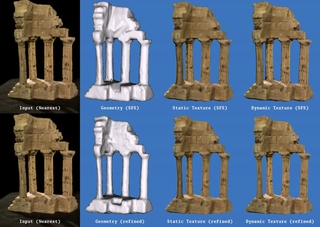 Input (Nearest)
Geometry (SFS)
Static Texture (SFS)
Dynamic Texture (SFS)
Input (Nearest)
Geometry (refined)
Static Texture (refined)
Dynamic Texture (refined)